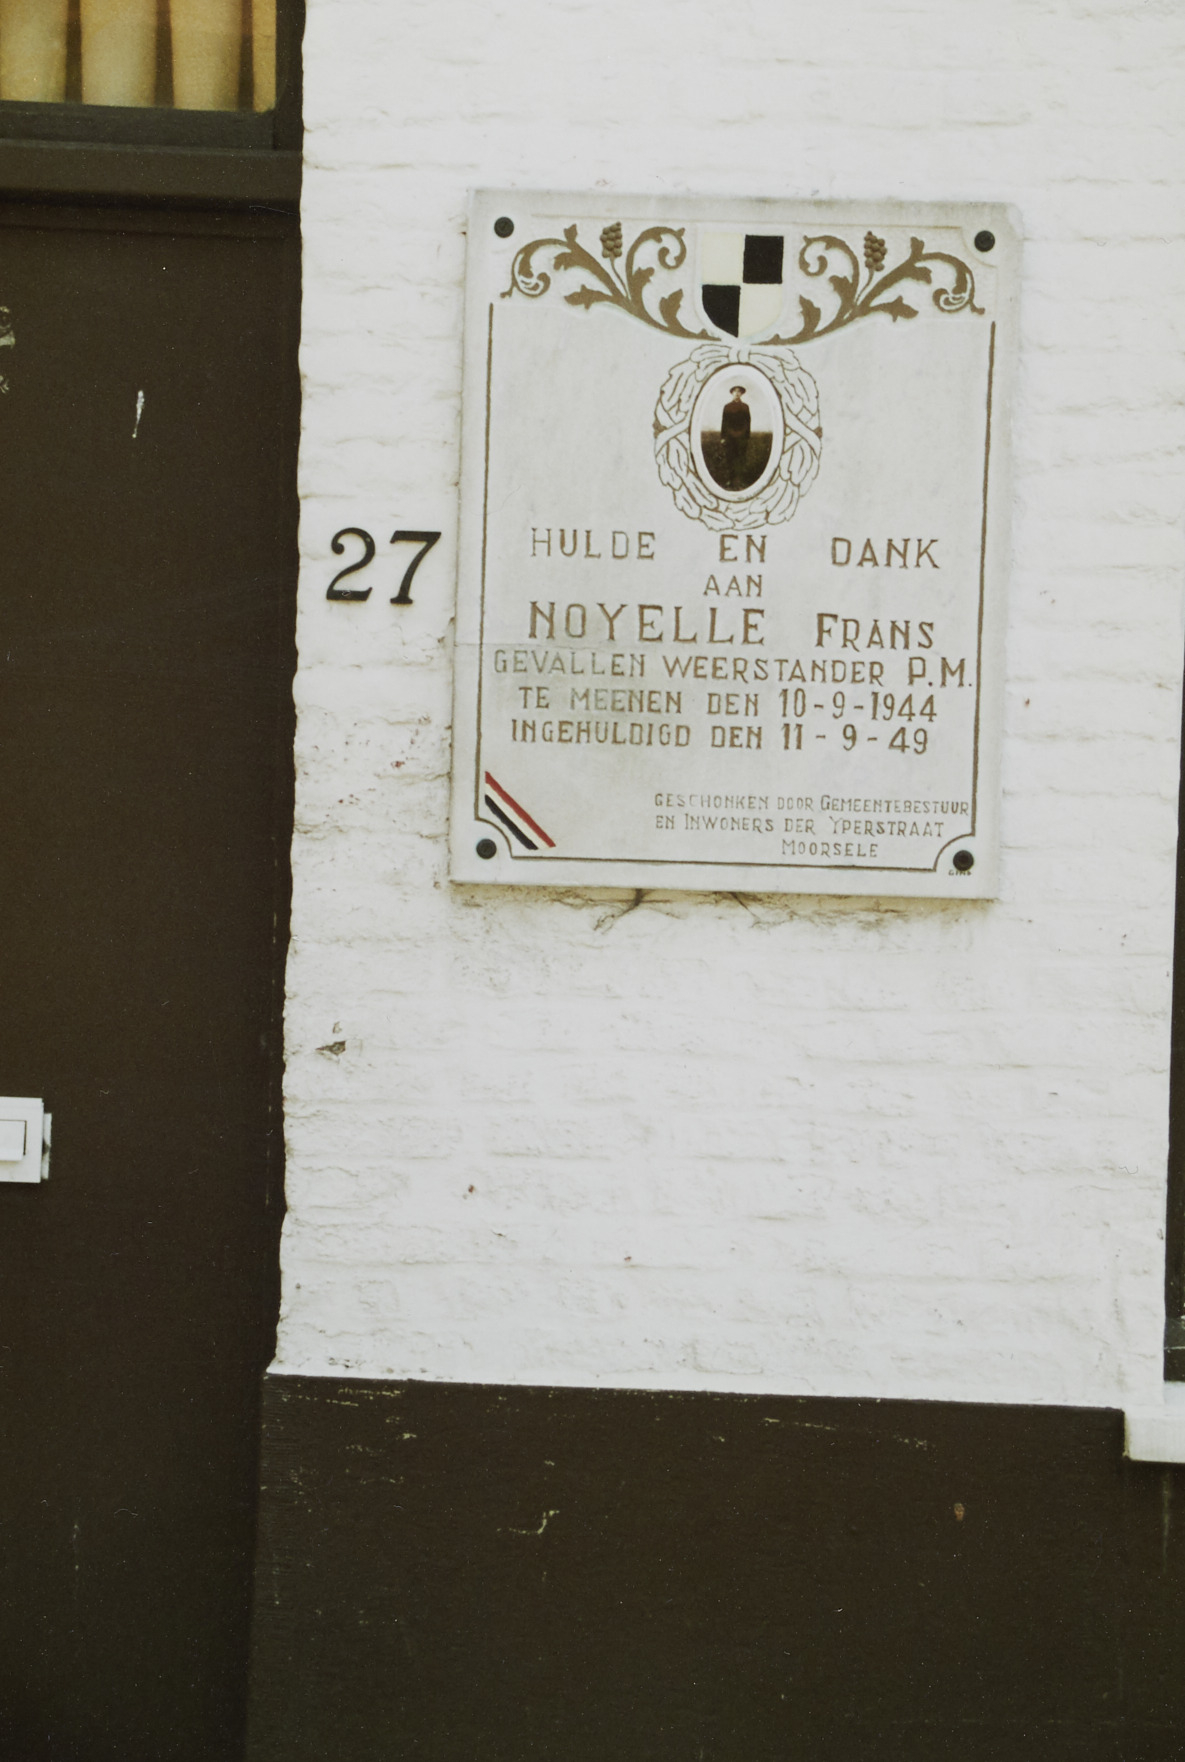 27
HULDE EN DANK
AAN
NOYELLE FRANS
GEVALLEN WEERSTANDER P.M.
TE MEENEN DEN 10-9-1944
INGEHULDIGD DEN 11-9-49
GESCHONKEN DOOR GEMEENTEBESTUUR
EN INWONERS DER YPERSTRAAT
MOORSELE